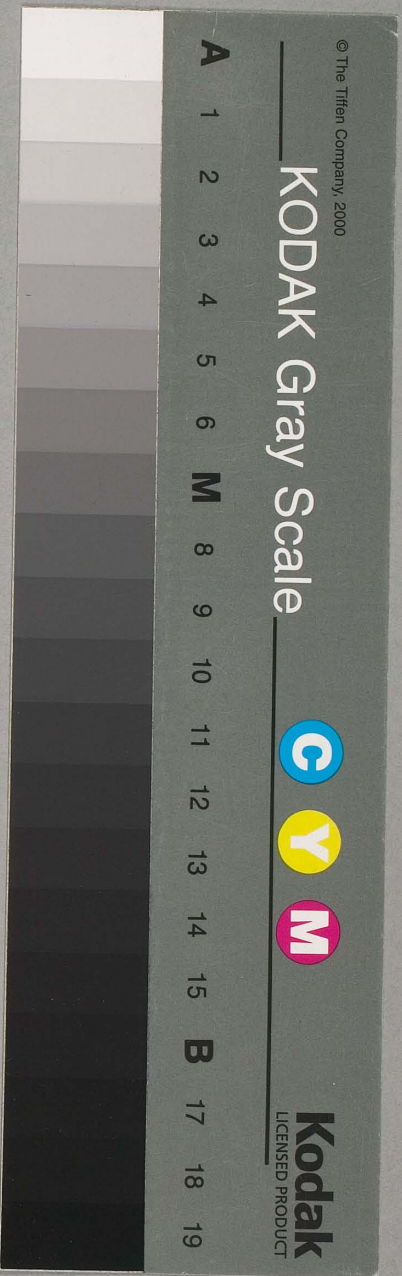 © The Tiffen Company, 2000
KODAK Gray Scale
C Y M
Kodak
LICENSED PRODUCT
A 1 2 3 4 5 6 M 8 9 10 11 12 13 14 15 B 17 18 19